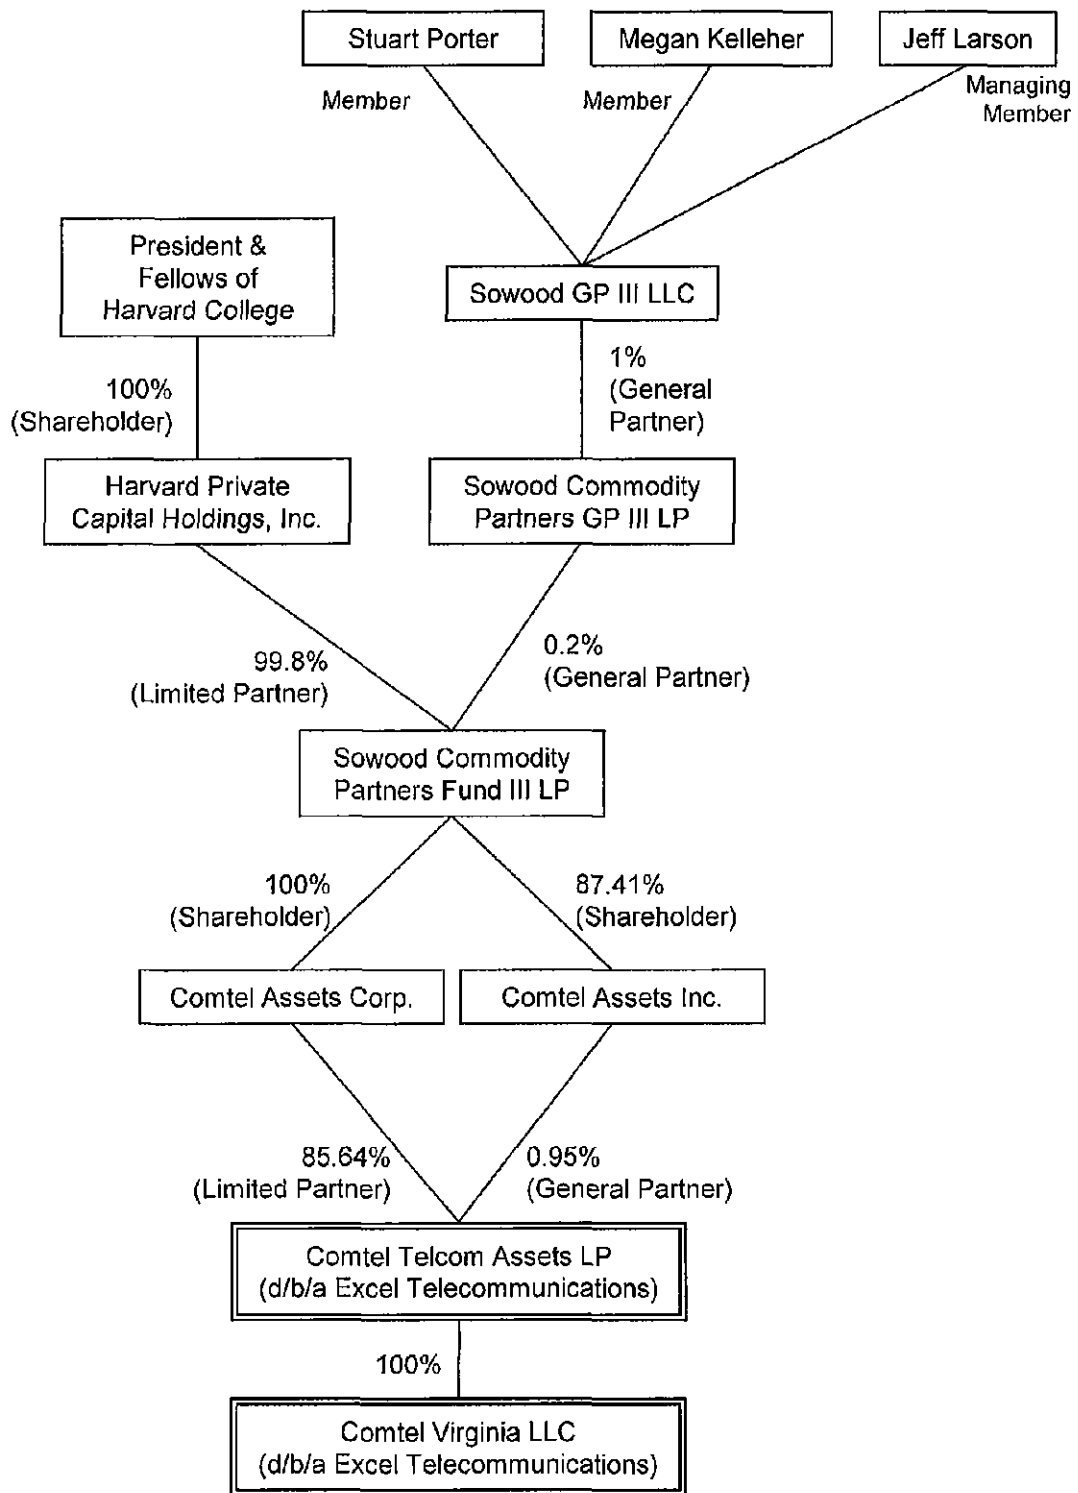 Stuart Porter
Megan Kelleher
Jeff Larson
Member
Member
Managing
Member
President &
Fellows of
Harvard College
Sowood GP III LLC
100%
(Shareholder)
1%
(General
Partner)
Harvard Private
Capital Holdings, Inc.
Sowood Commodity
Partners GP III LP
99.8%
(Limited Partner)
0.2%
(General Partner)
Sowood Commodity
Partners Fund III LP
100%
(Shareholder)
87.41%
(Shareholder)
Comtel Assets Corp.
Comtel Assets Inc.
85.64%
(Limited Partner)
0.95%
(General Partner)
Comtel Telcom Assets LP
(d/b/a Excel Telecommunications)
100%
Comtel Virginia LLC
(d/b/a Excel Telecommunications)